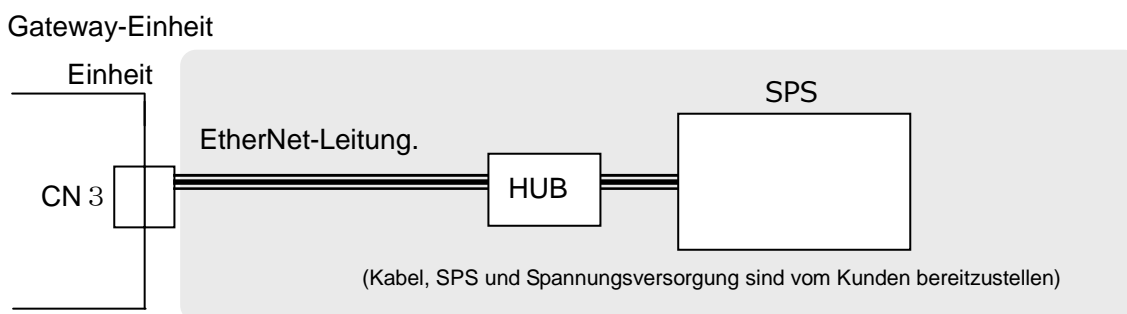 Gateway-Einheit
Einheit
SPS
EtherNet-Leitung.
CN 3
HUB
(Kabel, SPS und Spannungsversorgung sind vom Kunden bereitzustellen)